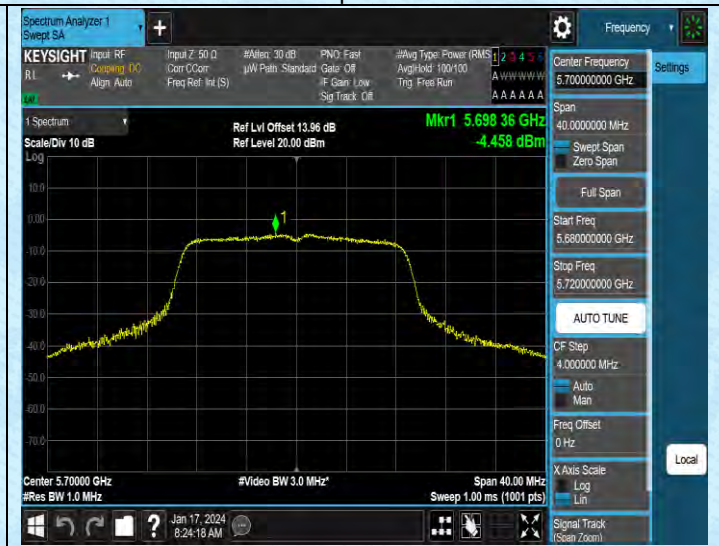 Spectrum Analyzer 1
Swept SA
+
Frequency
KEYSIGHT
Input: RF
Coupling: DC
Align: Auto
Input Z: 50 Ω
Corr CCorr
Freq Ref: Int (S)
#Atten: 30 dB
µW Path: Standard
PNO: Fast
Gate: Off
IF Gain: Low
Sig Track: Off
#Avg Type: Power (RMS
Avg|Hold: 100/100
Trig: Free Run
1 2 3 4 5 6
A W W W W W
A A A A A A
RL
Settings
1 Spectrum
Scale/Div 10 dB
Log
Ref Lvl Offset 13.96 dB
Ref Level 20.00 dBm
Mkr1 5.698 36 GHz
-4.458 dBm
10.0
0.00
-10.0
-20.0
-30.0
-40.0
-50.0
-60.0
-70.0
1
Center 5.70000 GHz
#Res BW 1.0 MHz
#Video BW 3.0 MHz*
Span 40.00 MHz
Sweep 1.00 ms (1001 pts)
Center Frequency
5.700000000 GHz
Span
40.0000000 MHz
Swept Span
Zero Span
Full Span
Start Freq
5.680000000 GHz
Stop Freq
5.720000000 GHz
AUTO TUNE
CF Step
4.000000 MHz
Auto
Man
Freq Offset
0 Hz
X Axis Scale
Log
Lin
Signal Track
(Span Zoom)
Local
?
Jan 17, 2024
8:24:18 AM